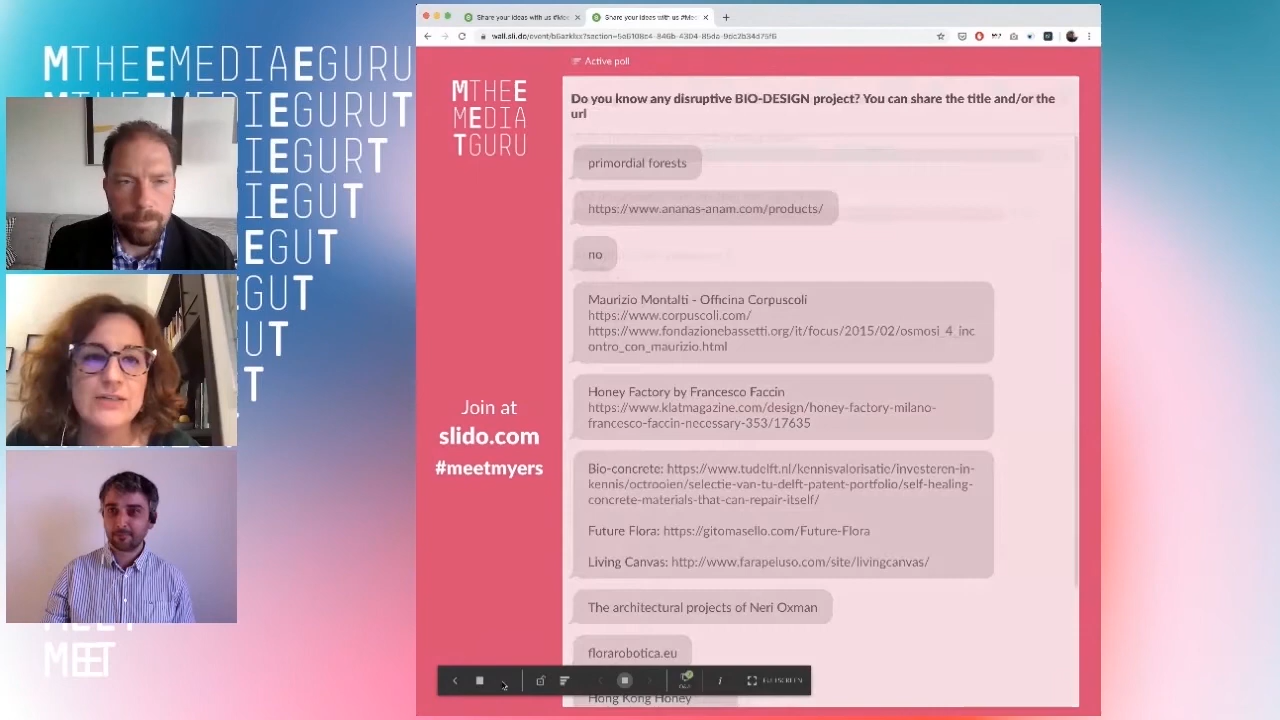 MTHEEMEDIAEGURU
IEGURUT
IEGURT
IEGUT
EGUT
GUT
UT
T
MEET
Share your ideas with us #Mee
Share your ideas with us #Mee
Active poll
MTHEE
MEDIA
TGURU
Join at
slido.com
#meetmyers
Do you know any disruptive BIO-DESIGN project? You can share the title and/or the
url
primordial forests
https://www.ananas-anam.com/products/
no
Maurizio Montalti - Officina Corpuscoli
https://www.corpuscoli.com/
https://www.fondazionebassetti.org/it/focus/2015/02/osmosi_4_inc
ontro_con_maurizio.html
Honey Factory by Francesco Faccin
https://www.klatmagazine.com/design/honey-factory-milano-
francesco-faccin-necessary-353/17635
Bio-concrete: https://www.tudelft.nl/kennisvalorisatie/investeren-in-
kennis/octrooien/selectie-van-tu-delft-patent-portfolio/self-healing-
concrete-materials-that-can-repair-itself/
Future Flora: https://gitomasello.com/Future-Flora
Living Canvas: http://www.farapeluso.com/site/livingcanvas/
The architectural projects of Neri Oxman
florarobotica.eu
Hong Kong Honey
FULLSCREEN